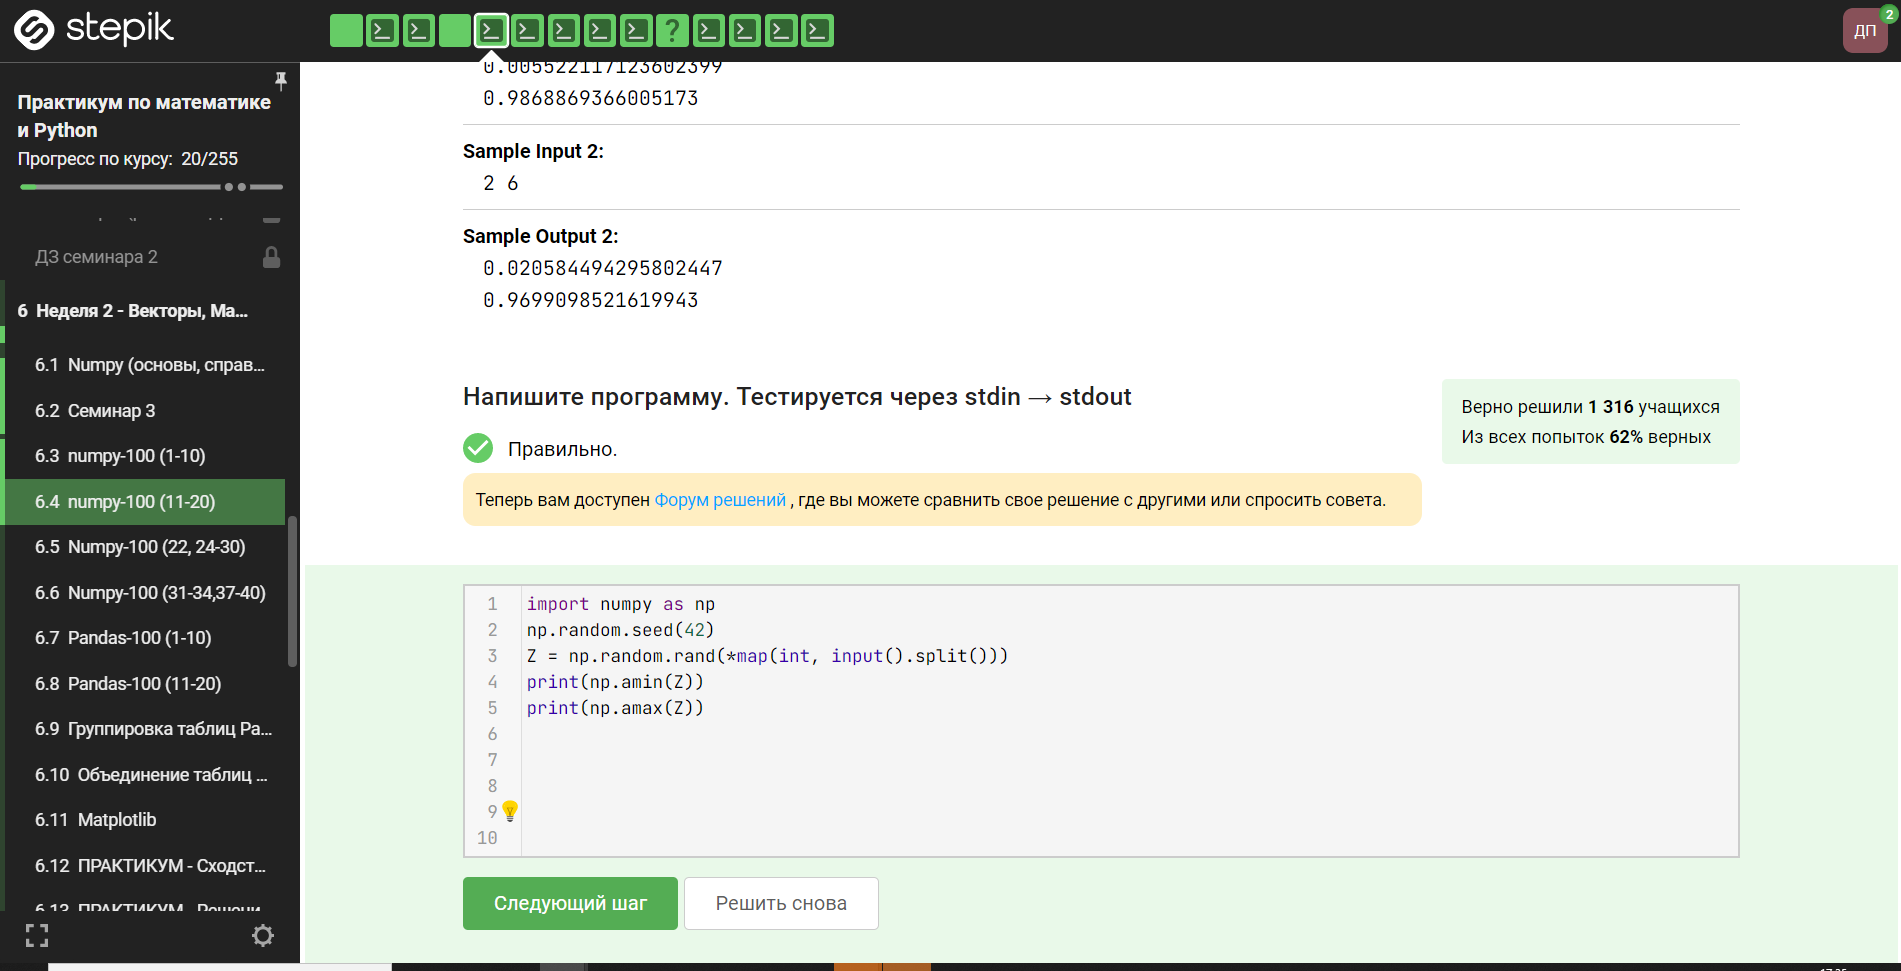 stepik
?
ДП
2
Практикум по математике
и Python
Прогресс по курсу: 20/255
ДЗ семинара 2
6 Неделя 2 - Векторы, Ма...
6.1 Numpy (основы, справ...
6.2 Семинар 3
6.3 numpy-100 (1-10)
6.4 numpy-100 (11-20)
6.5 Numpy-100 (22, 24-30)
6.6 Numpy-100 (31-34,37-40)
6.7 Pandas-100 (1-10)
6.8 Pandas-100 (11-20)
6.9 Группировка таблиц Pa...
6.10 Объединение таблиц ...
6.11 Matplotlib
6.12 ПРАКТИКУМ - Сходст...
6.13 ПРАКТИКУМ - Решени...
0.005522117123602399
0.9868869366005173
Sample Input 2:
2 6
Sample Output 2:
0.020584494295802447
0.9699098521619943
Напишите программу. Тестируется через stdin → stdout
Верно решили 1 316 учащихся
Из всех попыток 62% верных
Правильно.
Теперь вам доступен Форум решений , где вы можете сравнить свое решение с другими или спросить совета.
1 import numpy as np
2 np.random.seed(42)
3 Z = np.random.rand(*map(int, input().split()))
4 print(np.amin(Z))
5 print(np.amax(Z))
6
7
8
9
10
Следующий шаг
Решить снова